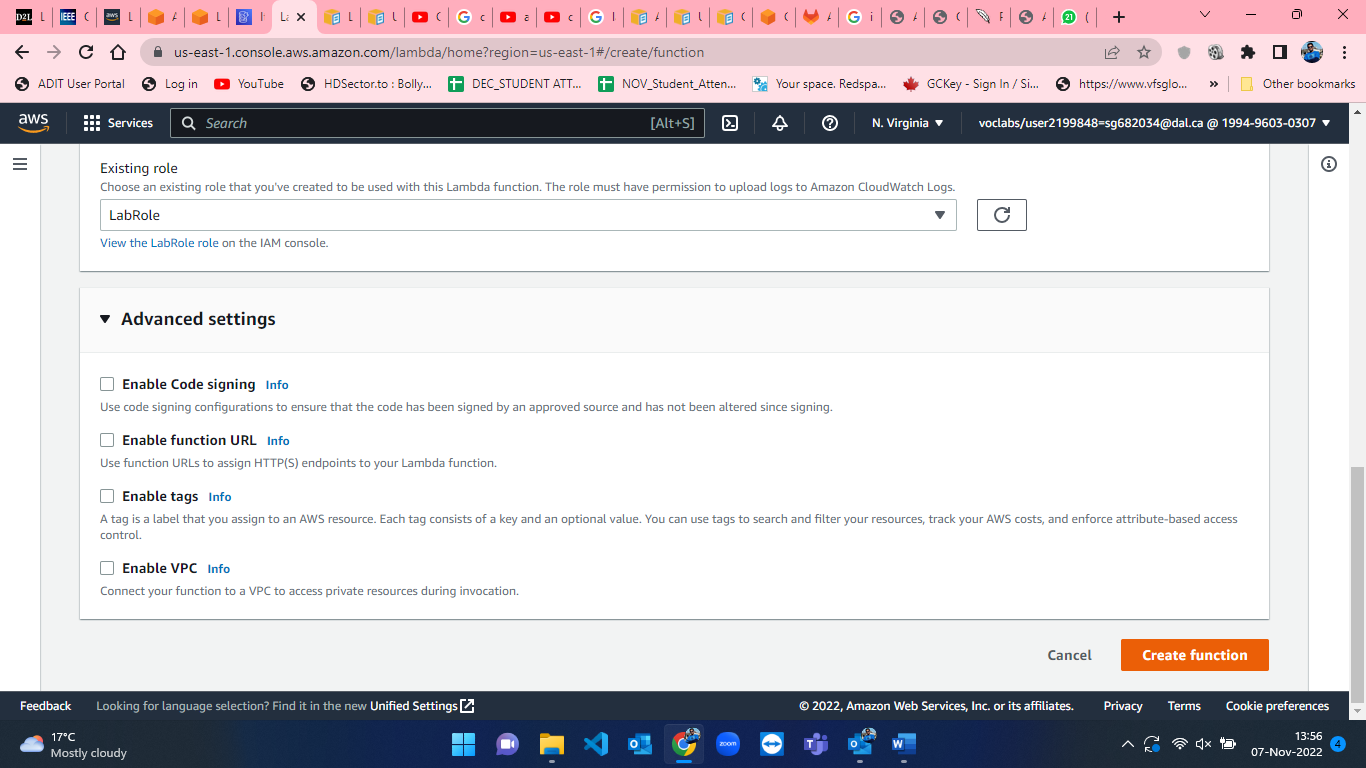 D2L
IEEE
aws
us-east-1.console.aws.amazon.com/lambda/home?region=us-east-1#/create/function
ADIT User Portal
Log in
YouTube
HDSector.to : Bolly...
DEC_STUDENT ATT...
NOV_Student_Atten...
Your space. Redspa...
GCKey - Sign In / Si...
https://www.vfsglo...
»
Other bookmarks
aws
Services
Search
[Alt+S]
N. Virginia
voclabs/user2199848=sg682034@dal.ca @ 1994-9603-0307
Existing role
Choose an existing role that you've created to be used with this Lambda function. The role must have permission to upload logs to Amazon CloudWatch Logs.
LabRole
View the LabRole role on the IAM console.
Advanced settings
Enable Code signing Info
Use code signing configurations to ensure that the code has been signed by an approved source and has not been altered since signing.
Enable function URL Info
Use function URLs to assign HTTP(S) endpoints to your Lambda function.
Enable tags Info
A tag is a label that you assign to an AWS resource. Each tag consists of a key and an optional value. You can use tags to search and filter your resources, track your AWS costs, and enforce attribute-based access
control.
Enable VPC Info
Connect your function to a VPC to access private resources during invocation.
Cancel
Create function
Feedback
Looking for language selection? Find it in the new Unified Settings
© 2022, Amazon Web Services, Inc. or its affiliates.
Privacy
Terms
Cookie preferences
17°C
Mostly cloudy
zoom
13:56
07-Nov-2022
4